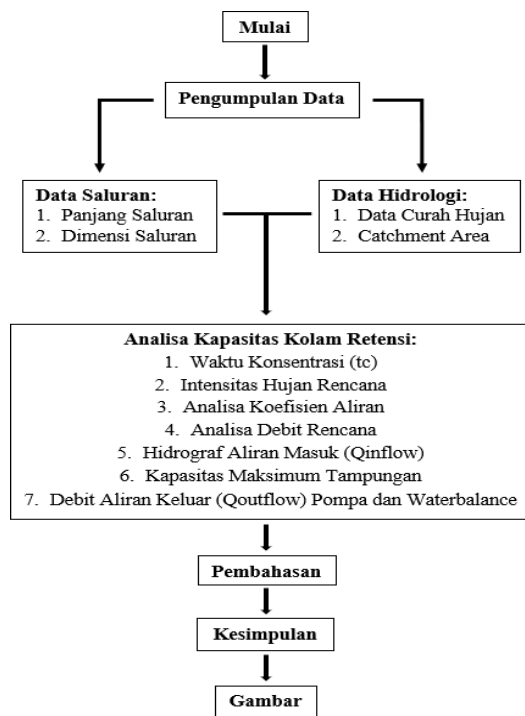 Mulai
Pengumpulan Data
Data Saluran:
1. Panjang Saluran
2. Dimensi Saluran
Data Hidrologi:
1. Data Curah Hujan
2. Catchment Area
Analisa Kapasitas Kolam Retensi:
1. Waktu Konsentrasi (tc)
2. Intensitas Hujan Rencana
3. Analisa Koefisien Aliran
4. Analisa Debit Rencana
5. Hidrograf Aliran Masuk (Qinflow)
6. Kapasitas Maksimum Tampungan
7. Debit Aliran Keluar (Qoutflow) Pompa dan Waterbalance
Pembahasan
Kesimpulan
Gambar